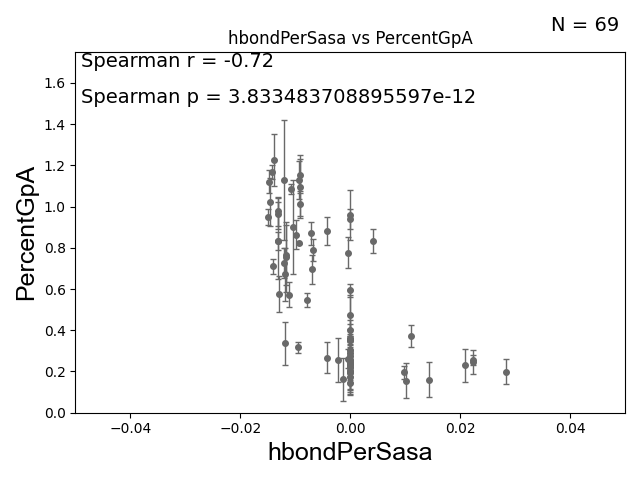 N = 69
hbondPerSasa vs PercentGpA
Spearman r = -0.72
Spearman p = 3.833483708895597e-12
1.6
1.4
1.2
1.0
0.8
0.6
0.4
0.2
0.0
PercentGpA
−0.04 −0.02 0.00 0.02 0.04
hbondPerSasa